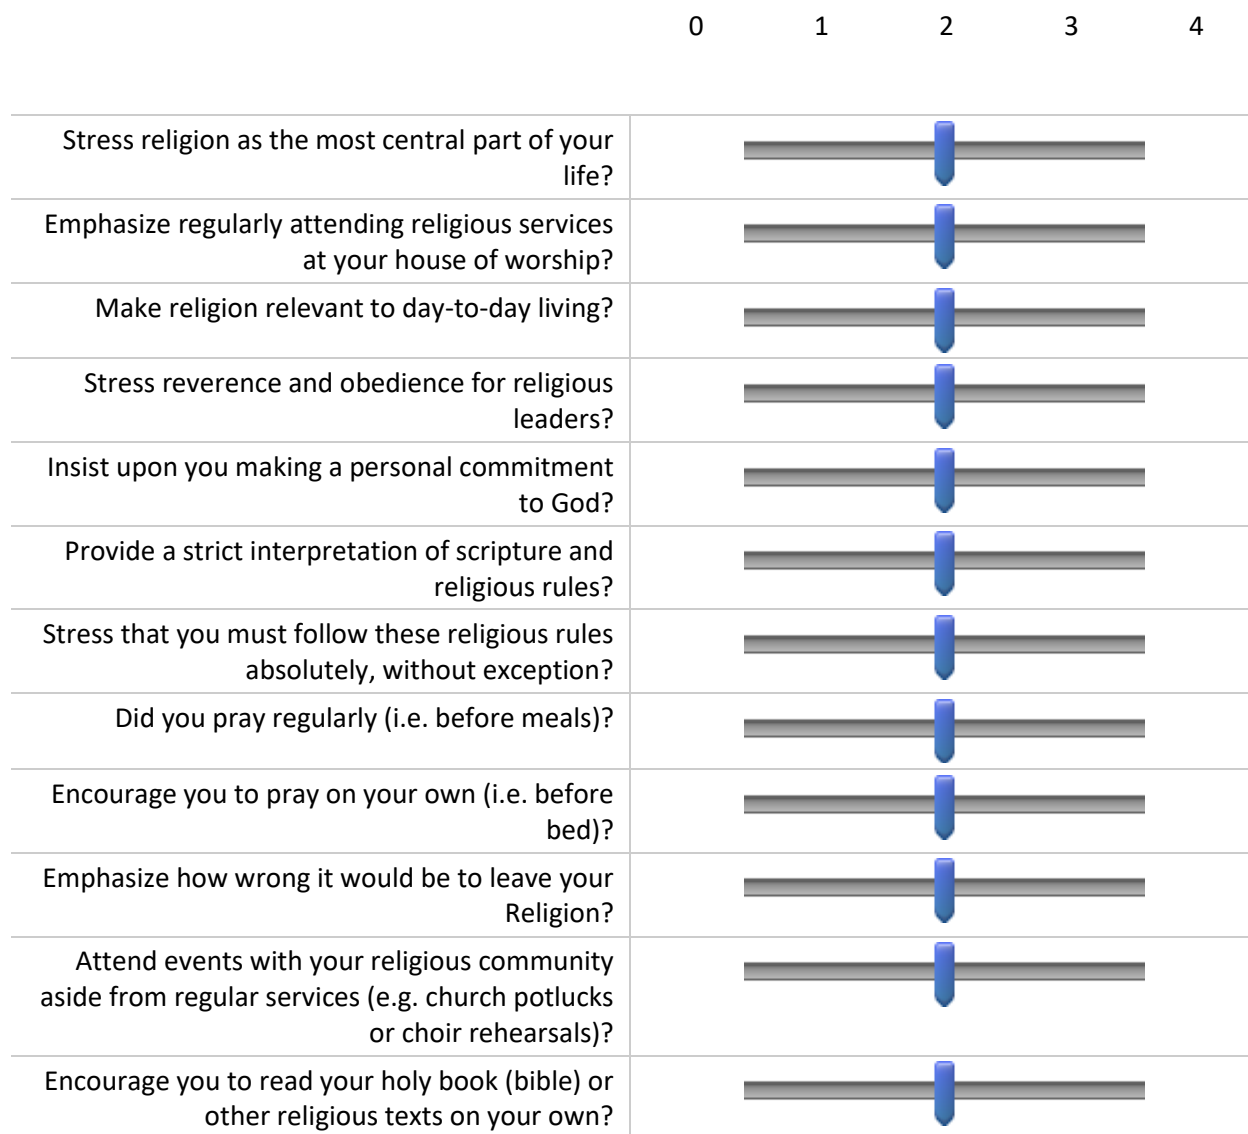 0 1 2 3 4
Stress religion as the most central part of your
life?
Emphasize regularly attending religious services
at your house of worship?
Make religion relevant to day-to-day living?
Stress reverence and obedience for religious
leaders?
Insist upon you making a personal commitment
to God?
Provide a strict interpretation of scripture and
religious rules?
Stress that you must follow these religious rules
absolutely, without exception?
Did you pray regularly (i.e. before meals)?
Encourage you to pray on your own (i.e. before
bed)?
Emphasize how wrong it would be to leave your
Religion?
Attend events with your religious community
aside from regular services (e.g. church potlucks
or choir rehearsals)?
Encourage you to read your holy book (bible) or
other religious texts on your own?